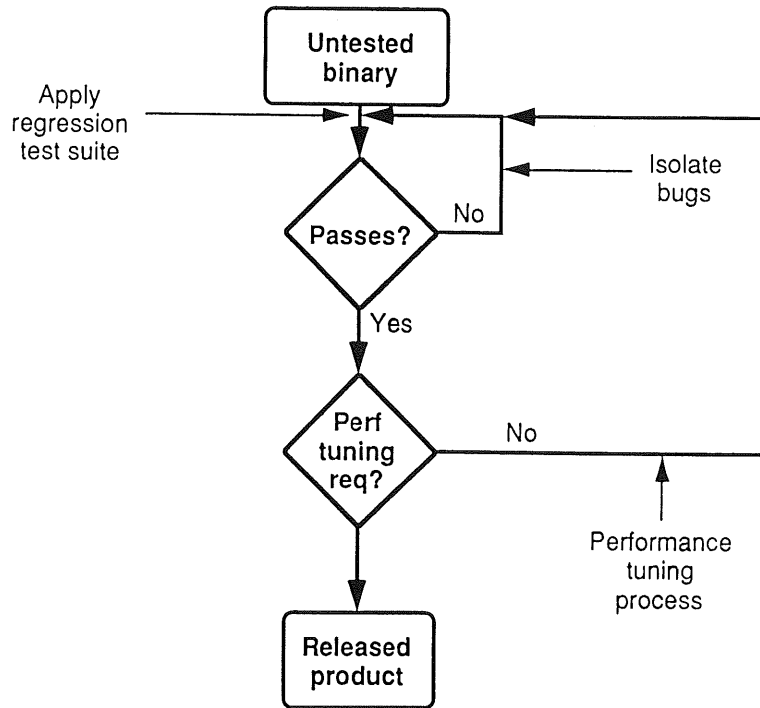 Untested
binary
Apply
regression
test suite
Isolate
bugs
No
Passes?
Yes
No
Perf
tuning
req?
Performance
tuning
process
Released
product